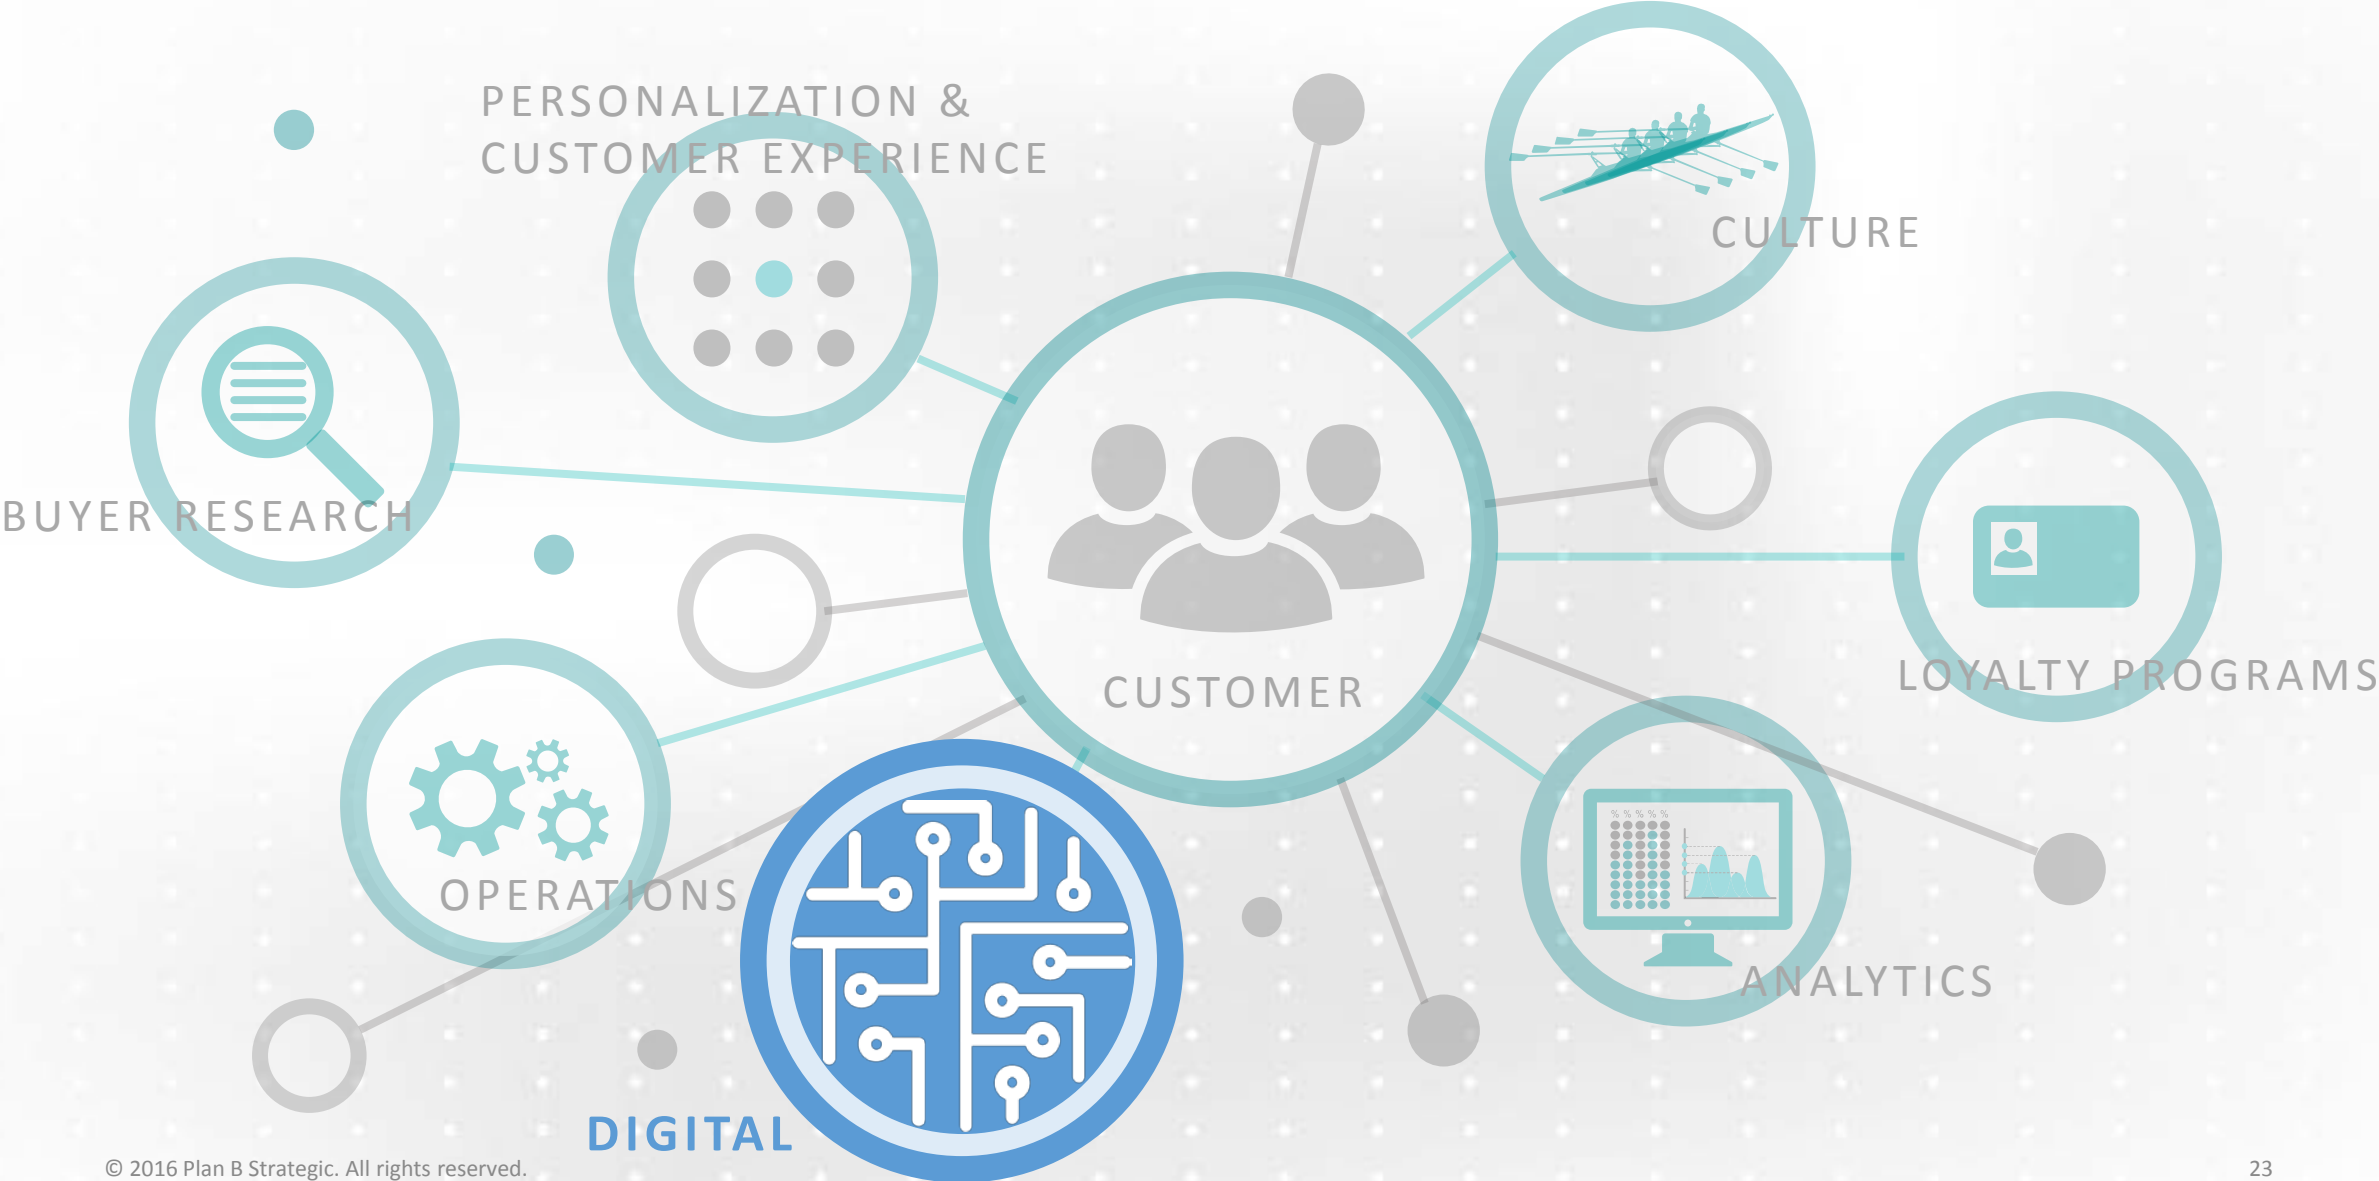 PERSONALIZATION &
CUSTOMER EXPERIENCE
CULTURE
BUYER RESEARCH
CUSTOMER
LOYALTY PROGRAMS
% % % % %
OPERATIONS
ANALYTICS
DIGITAL
© 2016 Plan B Strategic. All rights reserved.
23